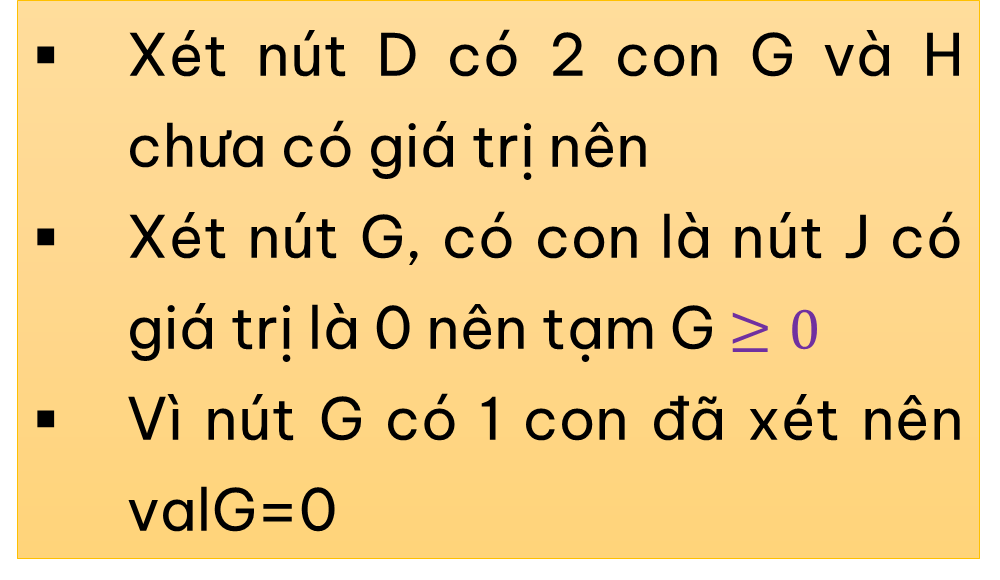 ▪ Xét nút D có 2 con G và H
chưa có giá trị nên
▪ Xét nút G, có con là nút J có
giá trị là 0 nên tạm G ≥ 0
▪ Vì nút G có 1 con đã xét nên
valG=0